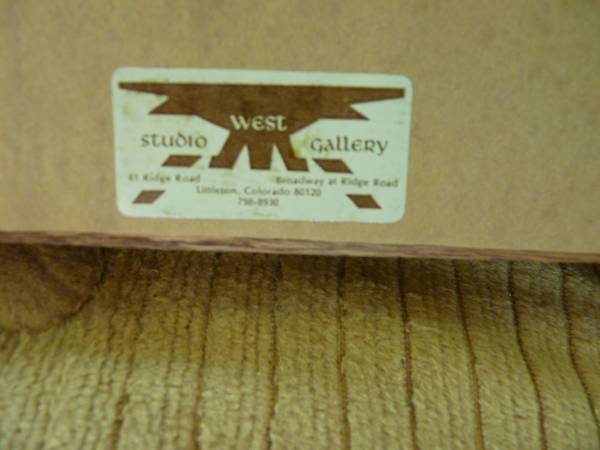 WEST
STUDIO GALLERY
61 Ridge Road Broadway at Ridge Road
Littleton, Colorado 80120
798-8930